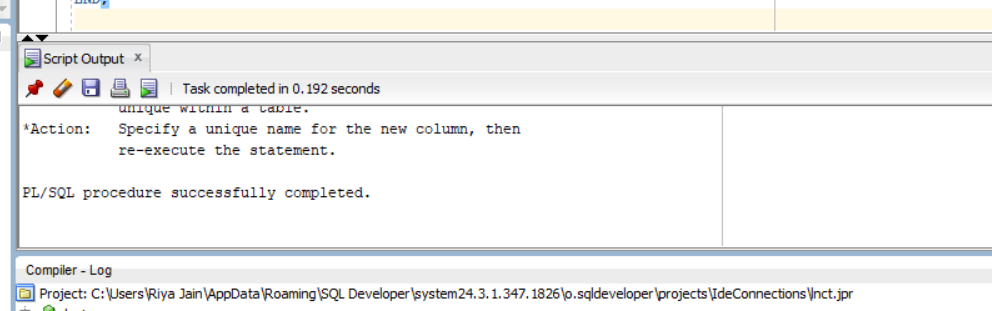 END;
Script Output x
Task completed in 0.192 seconds
unique within a table.
*Action: Specify a unique name for the new column, then
re-execute the statement.
PL/SQL procedure successfully completed.
Compiler - Log
Project: C:\Users\Riya Jain\AppData\Roaming\SQL Developer\system24.3.1.347.1826\o.sqldeveloper\projects\IdeConnections\lnct.jpr